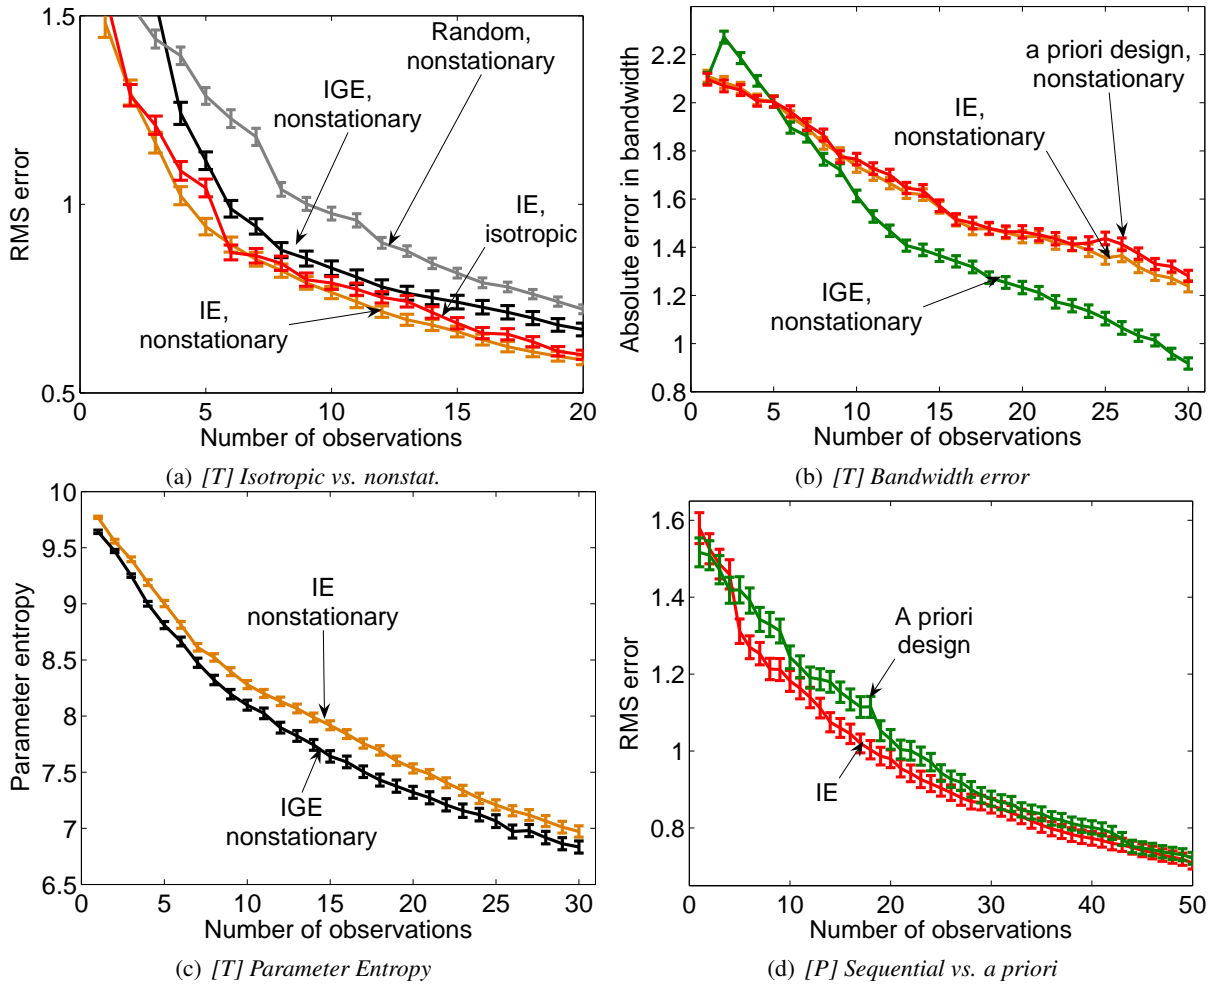 1.5
1
0.5
0
5
10
15
20
RMS error
Number of observations
Random,
nonstationary
IGE,
nonstationary
IE,
isotropic
IE,
nonstationary
(a) [T] Isotropic vs. nonstat.
2.2
2
1.8
1.6
1.4
1.2
1
0.8
0
5
10
15
20
25
30
Absolute error in bandwidth
Number of observations
a priori design,
nonstationary
IE,
nonstationary
IGE,
nonstationary
(b) [T] Bandwidth error
10
9.5
9
8.5
8
7.5
7
6.5
0
5
10
15
20
25
30
Parameter entropy
Number of observations
IE
nonstationary
IGE
nonstationary
(c) [T] Parameter Entropy
1.6
1.4
1.2
1
0.8
0
10
20
30
40
50
RMS error
Number of observations
A priori
design
IE
(d) [P] Sequential vs. a priori